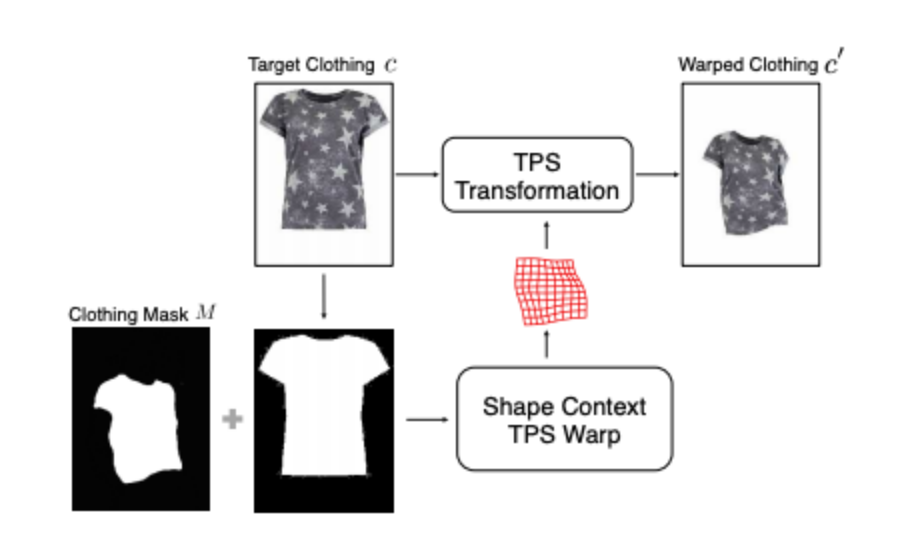 Target Clothing c
Warped Clothing c′
TPS
Transformation
Clothing Mask M
Shape Context
TPS Warp